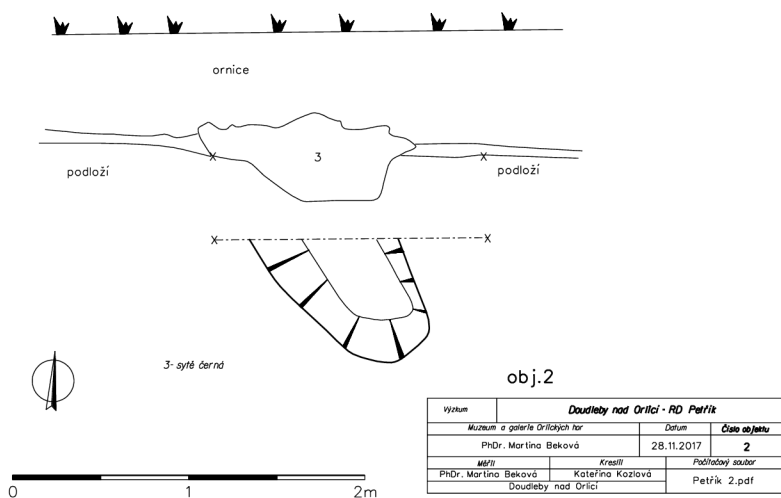 ornice
3
podloží
podloží
X X
X X
3- sytě černá
obj.2
0 1 2m
Výzkum Doudleby nad Orlicí - RD Petřík
Muzeum a galerie Orlických hor Datum Číslo objektu
PhDr. Martina Beková 28.11.2017 2
Měřil Kreslil Počítačový soubor
PhDr. Martina Beková Kateřina Kozlová Petřík 2.pdf
Doudleby nad Orlicí